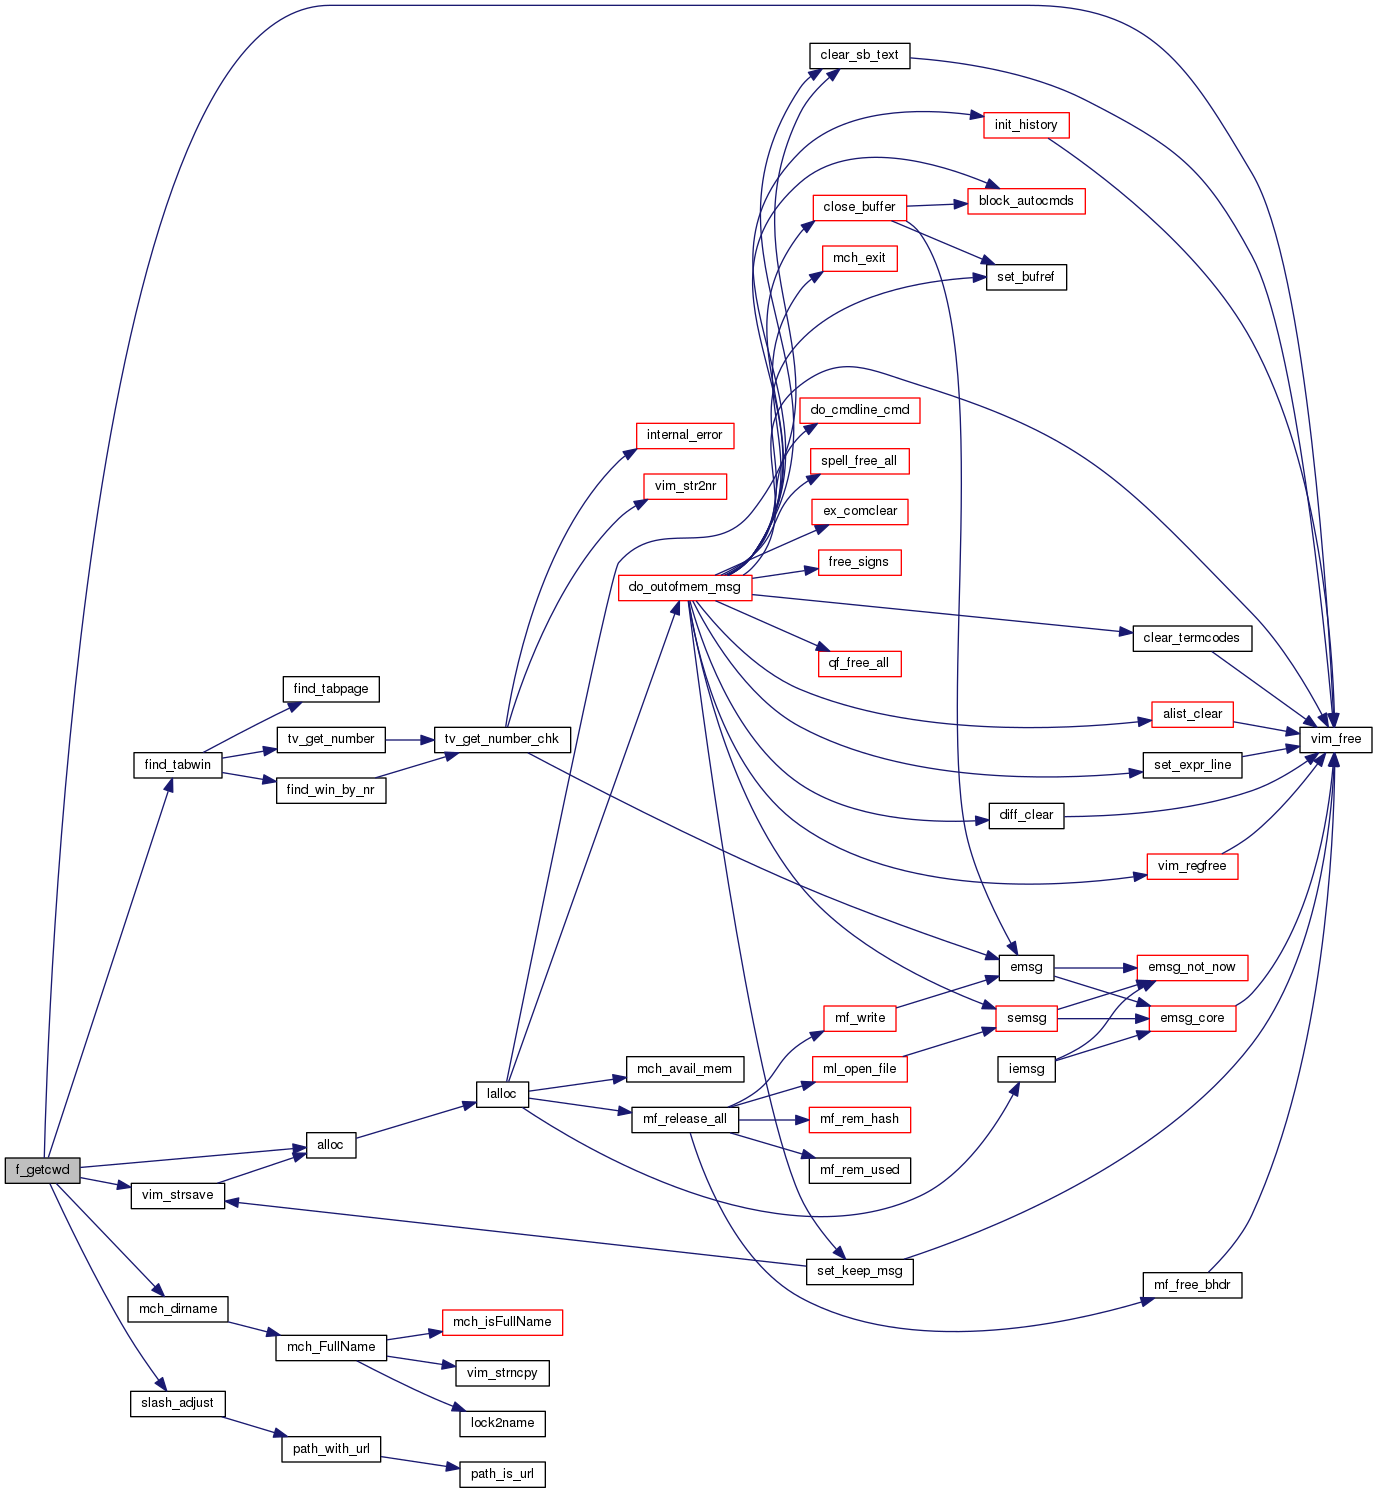 clear_sb_text
init_history
block_autocmds
close_buffer
mch_exit
set_bufref
do_cmdline_cmd
internal_error
spell_free_all
vim_str2nr
ex_comclear
free_signs
do_outofmem_msg
clear_termcodes
qf_free_all
find_tabpage
alist_clear
tv_get_number
tv_get_number_chk
vim_free
find_tabwin
set_expr_line
find_win_by_nr
diff_clear
vim_regfree
emsg
emsg_not_now
mf_write
semsg
emsg_core
mch_avail_mem
ml_open_file
iemsg
lalloc
mf_release_all
mf_rem_hash
alloc
f_getcwd
mf_rem_used
vim_strsave
set_keep_msg
mf_free_bhdr
mch_dirname
mch_isFullName
mch_FullName
vim_strncpy
slash_adjust
lock2name
path_with_url
path_is_url